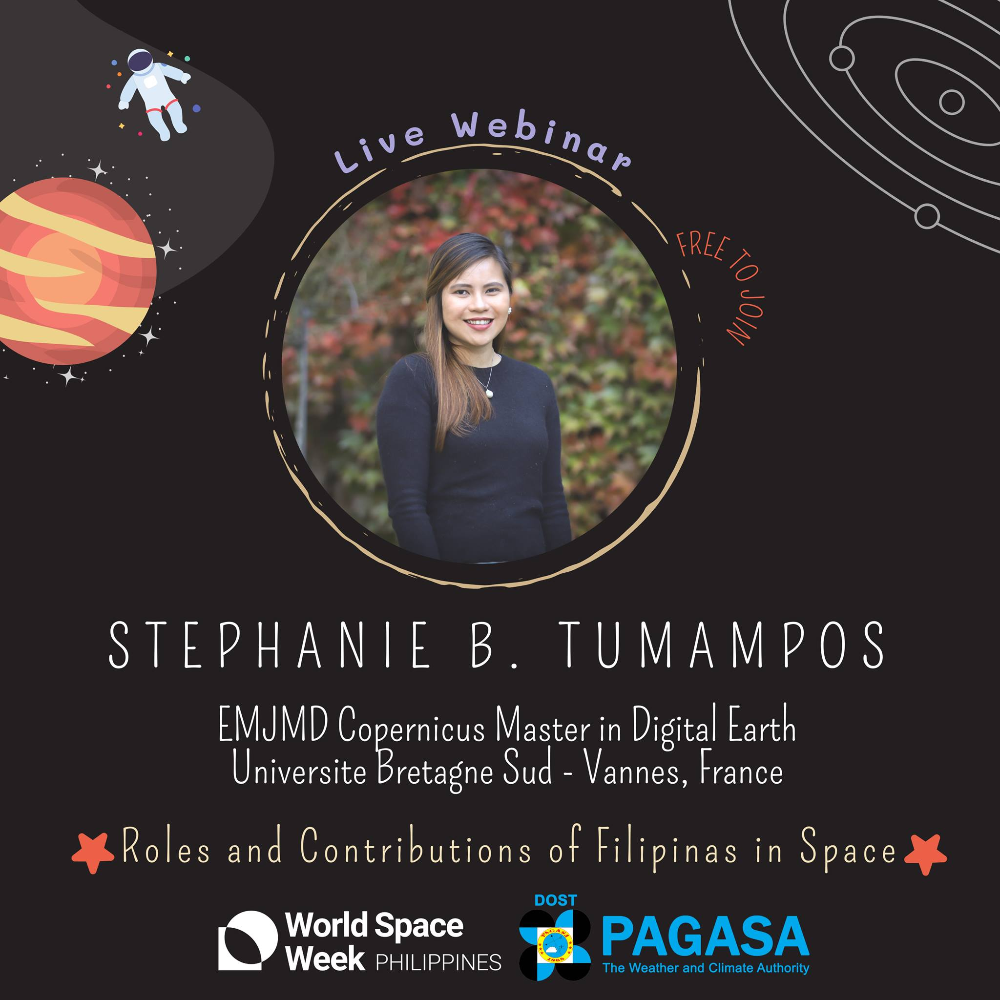 Live Webinar
FREE TO JOIN
STEPHANIE B. TUMAMPOS
EMJMD Copernicus Master in Digital Earth
Universite Bretagne Sud - Vannes, France
Roles and Contributions of Filipinas in Space
World Space
Week PHILIPPINES
DOST
PAGASA
1865
PAGASA
The Weather and Climate Authority